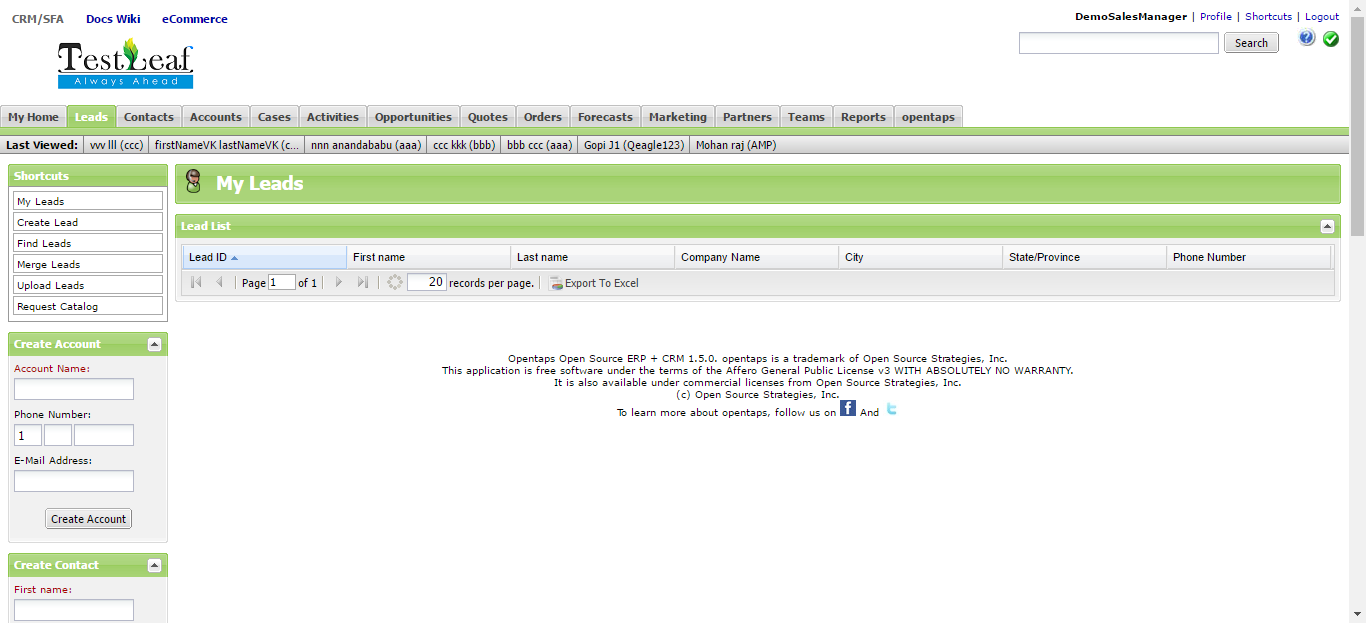 CRM/SFA Docs Wiki eCommerce
DemoSalesManager | Profile | Shortcuts | Logout
TestLeaf
Always Ahead
Search
My Home Leads Contacts Accounts Cases Activities Opportunities Quotes Orders Forecasts Marketing Partners Teams Reports opentaps
Last Viewed: vvv lll (ccc) firstNameVK lastNameVK (c... nnn anandababu (aaa) ccc kkk (bbb) bbb ccc (aaa) Gopi J1 (Qeagle123) Mohan raj (AMP)
Shortcuts
My Leads
Create Lead
Find Leads
Merge Leads
Upload Leads
Request Catalog
Create Account
Account Name:
Phone Number:
1
E-Mail Address:
Create Account
Create Contact
First name:
My Leads
Lead List
Lead ID First name Last name Company Name City State/Province Phone Number
Page 1 of 1 20 records per page. Export To Excel
Opentaps Open Source ERP + CRM 1.5.0. opentaps is a trademark of Open Source Strategies, Inc.
This application is free software under the terms of the Affero General Public License v3 WITH ABSOLUTELY NO WARRANTY.
It is also available under commercial licenses from Open Source Strategies, Inc.
(c) Open Source Strategies, Inc.
To learn more about opentaps, follow us on f And t